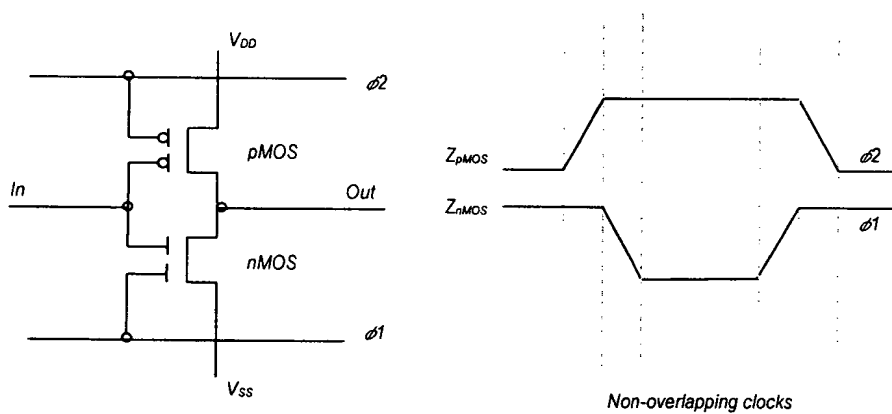 V_DD
ϕ2
pMOS
In
Out
nMOS
ϕ1
V_SS
Z_pMOS
ϕ2
Z_nMOS
ϕ1
Non-overlapping clocks